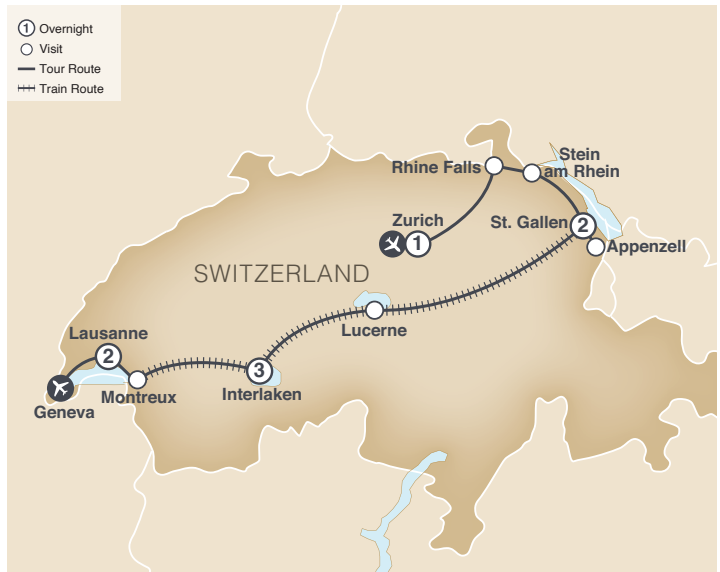 1 Overnight
Visit
Tour Route
Train Route
Stein
am Rhein
Rhine Falls
Zurich
1
St. Gallen
2
Appenzell
SWITZERLAND
Lucerne
Lausanne
2
3
Interlaken
Montreux
Geneva